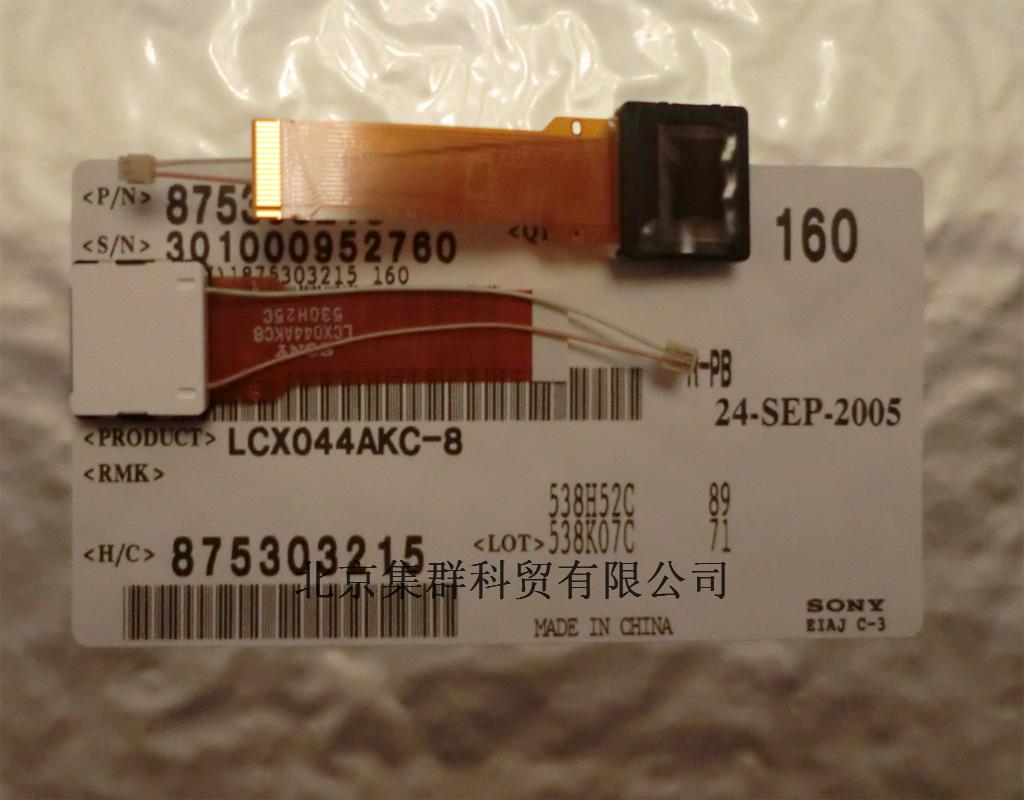 <P/N>
<S/N> 301000952760
160
1875303215 160
LCX044AKC8
530H25C
SONY
-PB
24-SEP-2005
<PRODUCT> LCX044AKC-8
<RMK>
538H52C 89
<LOT> 538K07C 71
<H/C> 875303215
北京集群科贸有限公司
SONY
EIAJ C-3
MADE IN CHINA